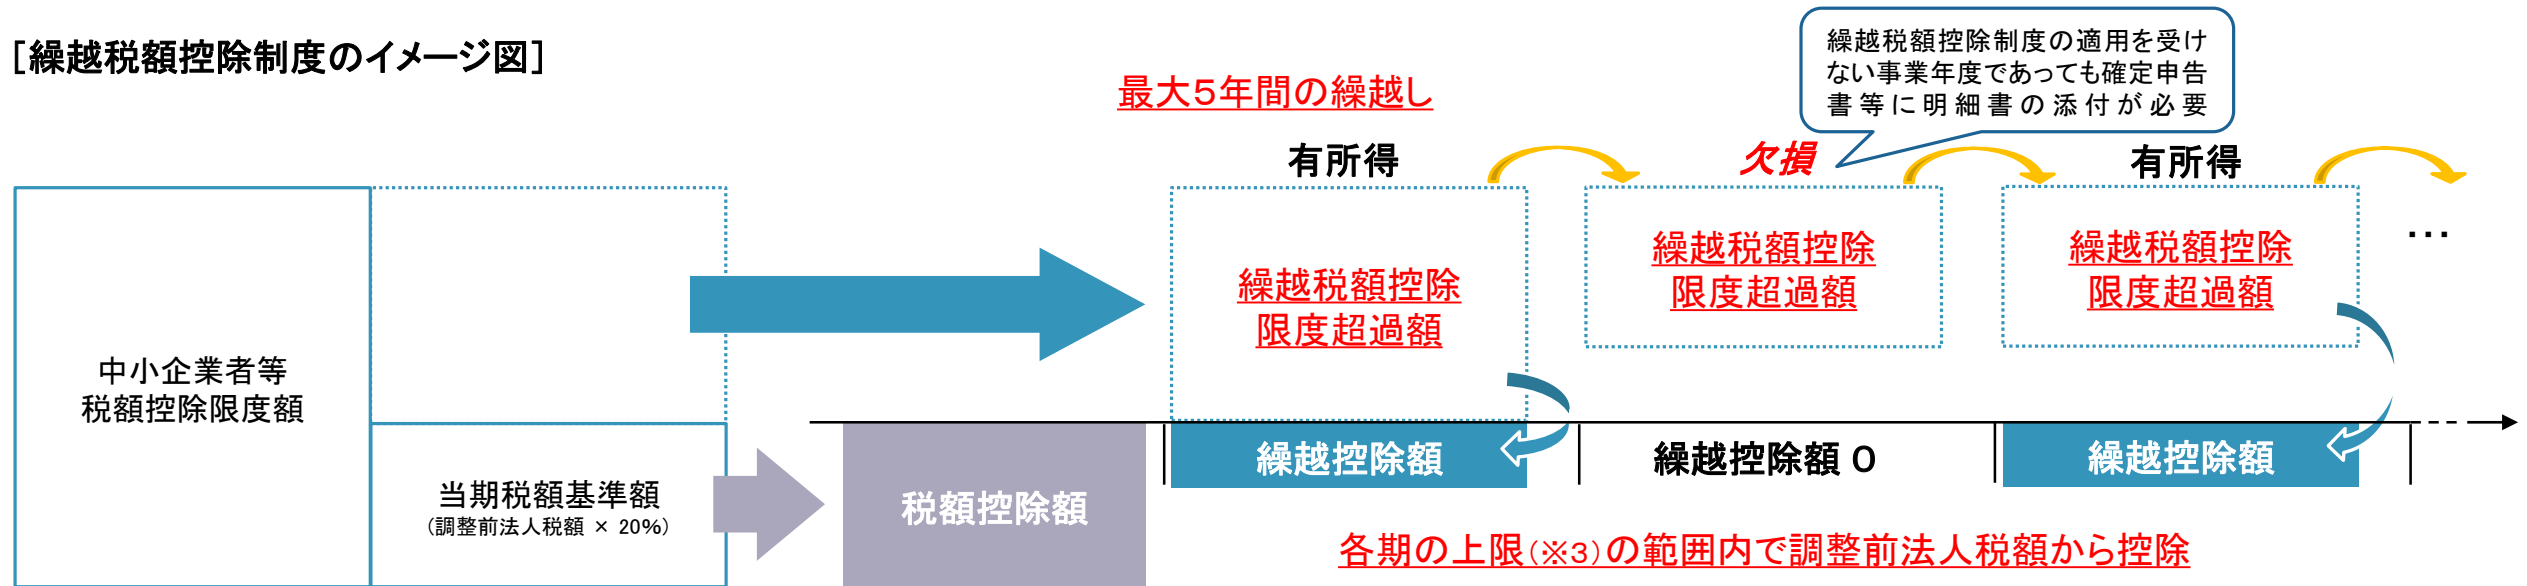 [繰越税額控除制度のイメージ図]
繰越税額控除制度の適用を受け
ない事業年度であっても確定申告
書等に明細書の添付が必要
最大5年間の繰越し
有所得
欠損
有所得
繰越税額控除
限度超過額
繰越税額控除
限度超過額
繰越税額控除
限度超過額
…
中小企業者等
税額控除限度額
当期税額基準額
(調整前法人税額 × 20%)
税額控除額
繰越控除額
繰越控除額 0
繰越控除額
各期の上限(※3)の範囲内で調整前法人税額から控除